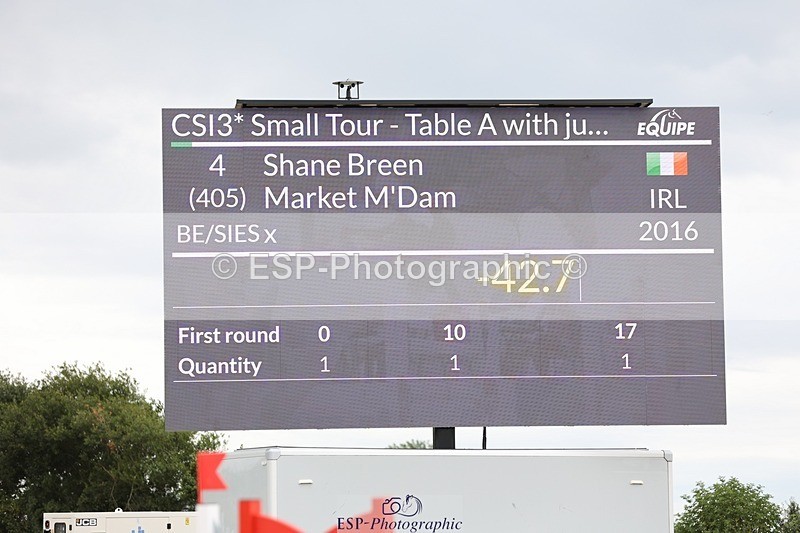 CSI3* Small Tour - Table A with ju... EQUIPE
4 Shane Breen
(405) Market M'Dam IRL
BE/SIES x 2016
© ESP-Photographic ©
+42.7
First round 0 10 17
Quantity 1 1 1
JCB
ESP-Photographic